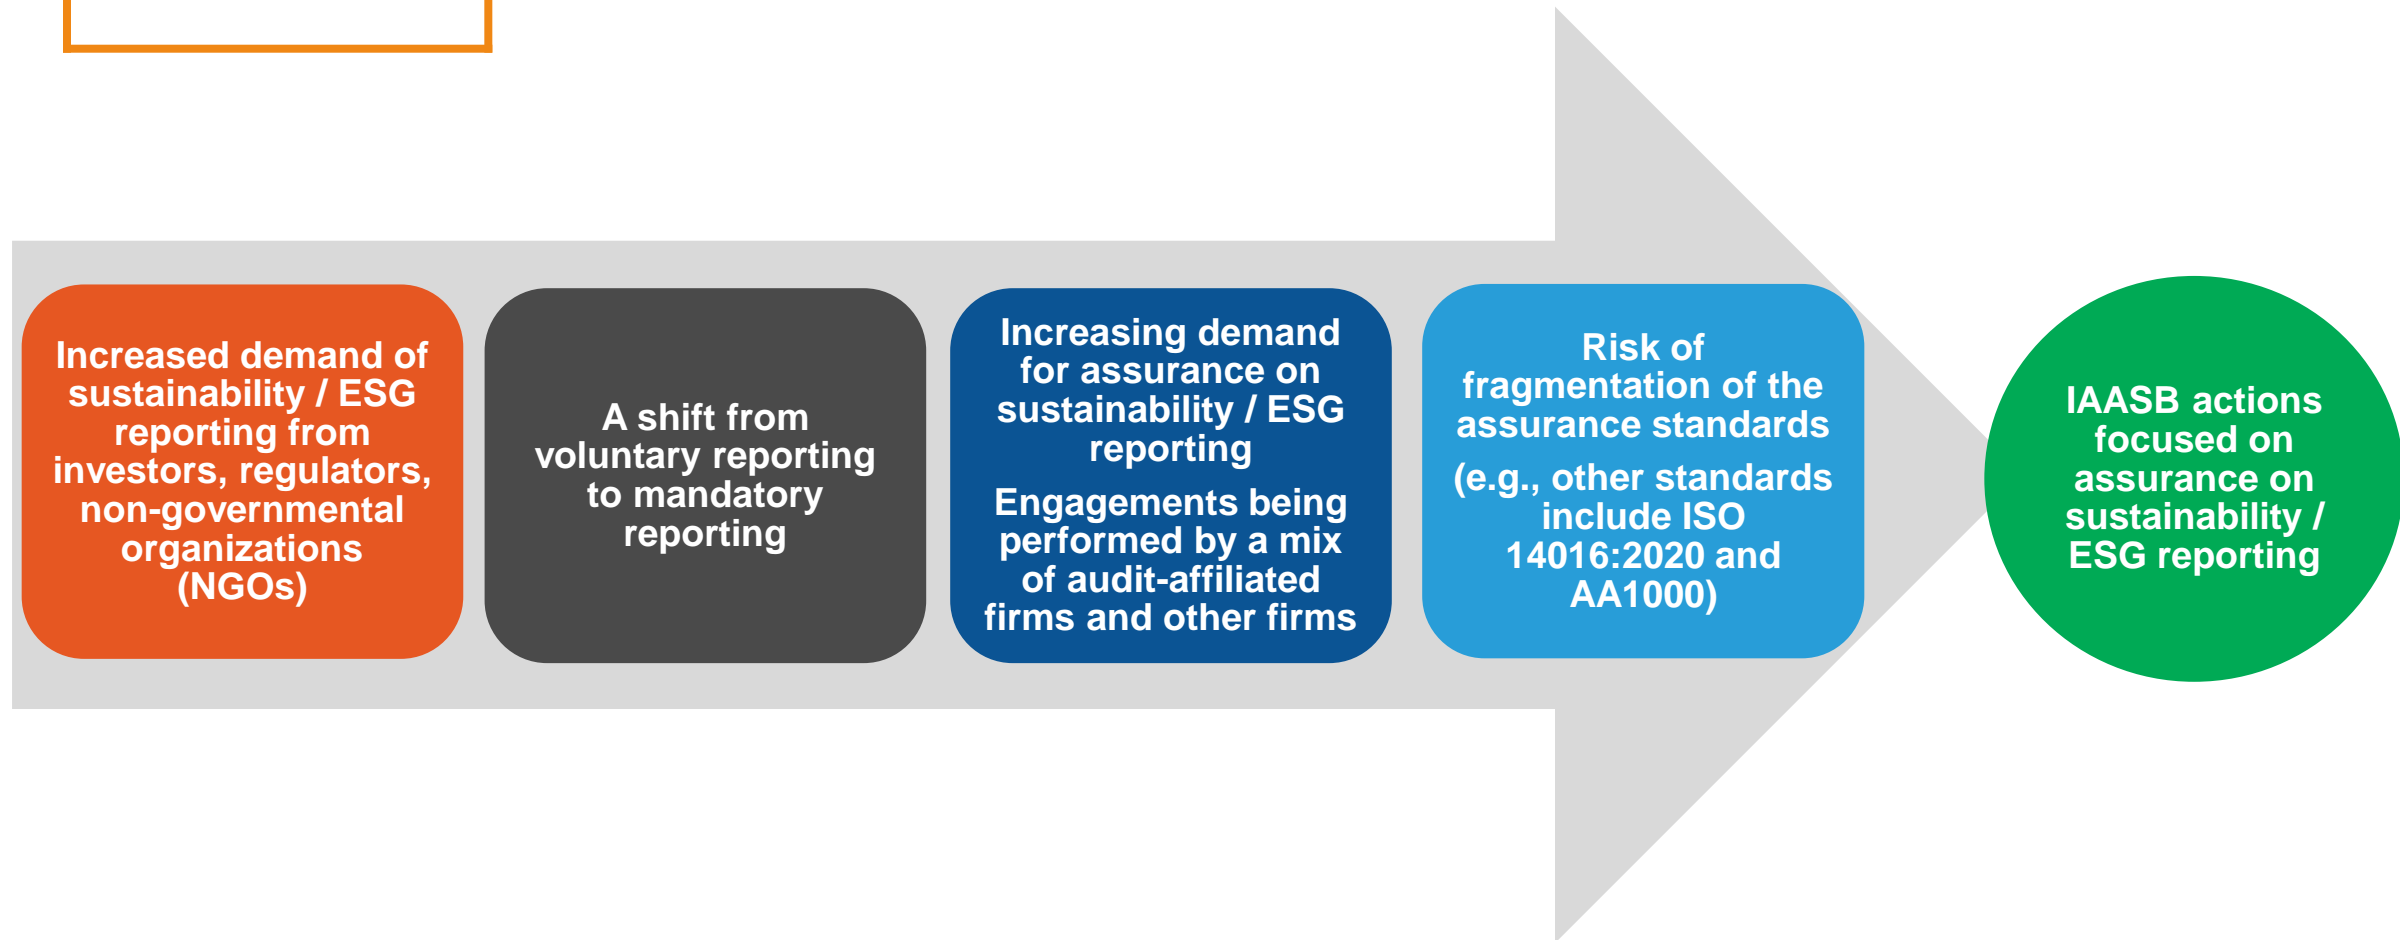 Increased demand of
sustainability / ESG
reporting from
investors, regulators,
non-governmental
organizations
(NGOs)
A shift from
voluntary reporting
to mandatory
reporting
Increasing demand
for assurance on
sustainability / ESG
reporting
Engagements being
performed by a mix
of audit-affiliated
firms and other firms
Risk of
fragmentation of the
assurance standards
(e.g., other standards
include ISO
14016:2020 and
AA1000)
IAASB actions
focused on
assurance on
sustainability /
ESG reporting